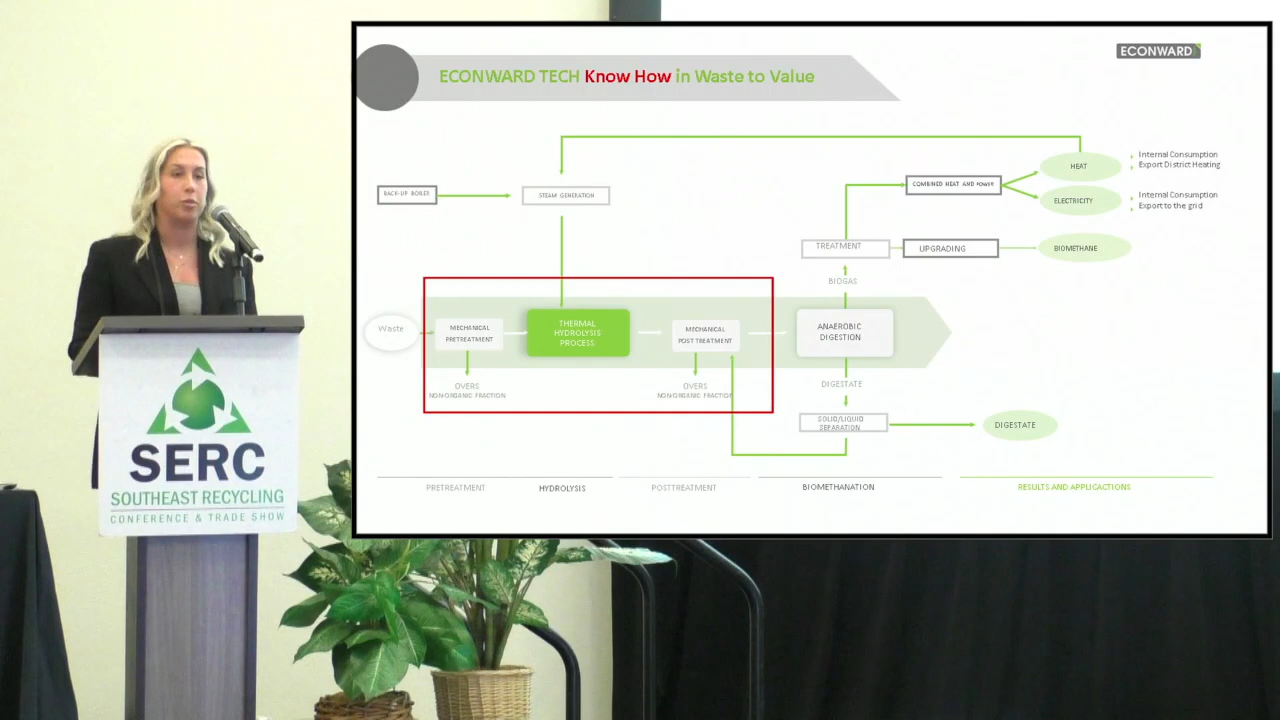 ECONWARD
ECONWARD TECH Know How in Waste to Value
HEAT
Internal Consumption
Export District Heating
BACK-UP BOILER
STEAM GENERATION
COMBINED HEAT AND POWER
ELECTRICITY
Internal Consumption
Export to the grid
TREATMENT
UPGRADING
BIOMETHANE
BIOGAS
Waste
MECHANICAL
PRETREATMENT
THERMAL
HYDROLYSIS
PROCESS
MECHANICAL
POST TREATMENT
ANAEROBIC
DIGESTION
OVERS
NON-ORGANIC FRACTION
OVERS
NON-ORGANIC FRACTION
DIGESTATE
SOLID/LIQUID
SEPARATION
DIGESTATE
PRETREATMENT
HYDROLYSIS
POSTTREATMENT
BIOMETHANATION
RESULTS AND APPLICACTIONS
SERC
SOUTHEAST RECYCLING
CONFERENCE & TRADE SHOW